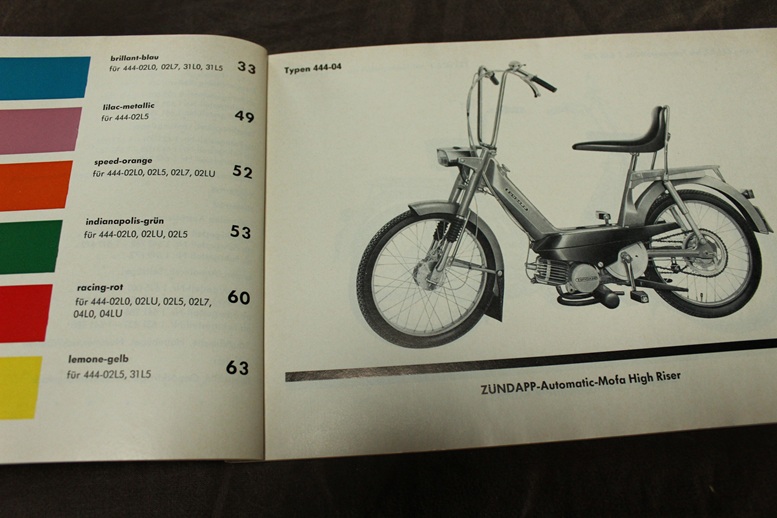 brillant-blau
für 444-02L0, 02L7, 31L0, 31L5 33
lilac-metallic
für 444-02L5 49
speed-orange
für 444-02L0, 02L5, 02L7, 02LU 52
indianapolis-grün
für 444-02L0, 02LU, 02L5 53
racing-rot
für 444-02L0, 02LU, 02L5, 02L7, 60
04L0, 04LU
lemone-gelb
für 444-02L5, 31L5 63
Typen 444-04
ZÜNDAPP-Automatic-Mofa High Riser